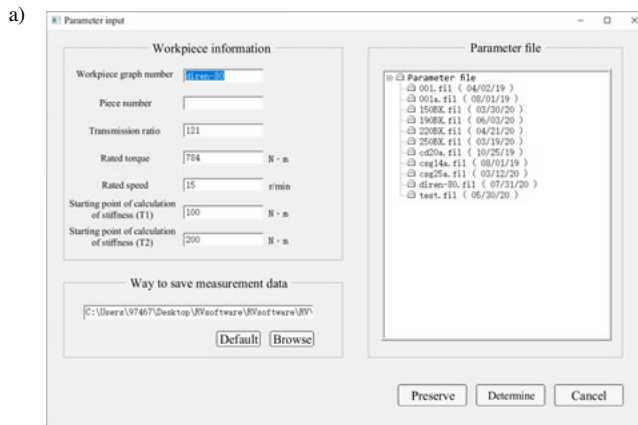 a)
Parameter input
Workpiece information
Workpiece graph number
diren-80
Piece number
Transmission ratio
121
Rated torque
784
N · m
Rated speed
15
r/min
Starting point of calculation
of stiffness (T1)
100
N · m
Starting point of calculation
of stiffness (T2)
200
N · m
Way to save measurement data
C:\Users\97467\Desktop\RVsoftware\RVsoftware\RV\
Default
Browse
Parameter file
Parameter file
001.fil ( 04/02/19 )
001a.fil ( 08/01/19 )
150BX.fil ( 03/30/20 )
190BX.fil ( 06/03/20 )
220BX.fil ( 04/21/20 )
250BX.fil ( 03/19/20 )
cd20a.fil ( 10/25/19 )
csg14a.fil ( 08/01/19 )
csg25a.fil ( 03/12/20 )
diren-80.fil ( 07/31/20 )
test.fil ( 05/30/20 )
Preserve
Determine
Cancel